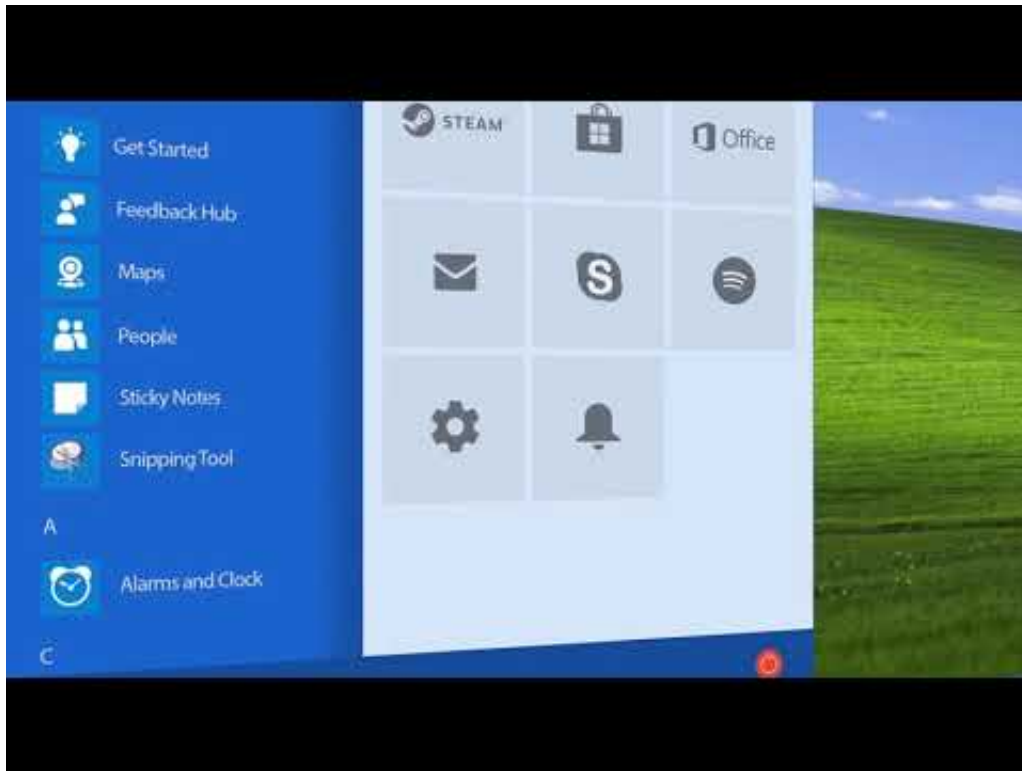 STEAM
Office
Get Started
Feedback Hub
Maps
People
Sticky Notes
Snipping Tool
A
Alarms and Clock
C